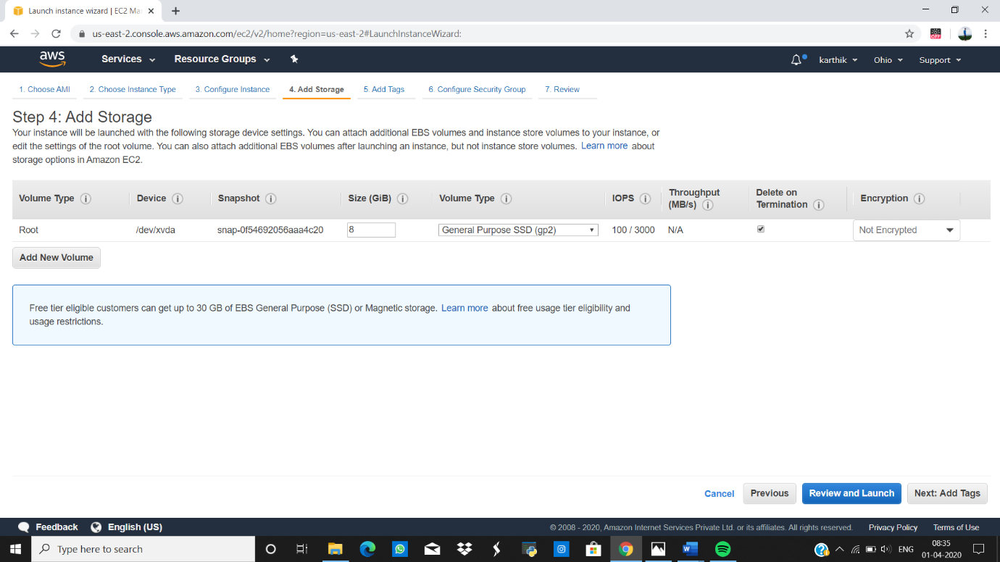 Launch instance wizard | EC2 Ma
us-east-2.console.aws.amazon.com/ec2/v2/home?region=us-east-2#LaunchInstanceWizard:
OFF
aws
Services
Resource Groups
karthik
Ohio
Support
1. Choose AMI
2. Choose Instance Type
3. Configure Instance
4. Add Storage
5. Add Tags
6. Configure Security Group
7. Review
Step 4: Add Storage
Your instance will be launched with the following storage device settings. You can attach additional EBS volumes and instance store volumes to your instance, or
edit the settings of the root volume. You can also attach additional EBS volumes after launching an instance, but not instance store volumes. Learn more about
storage options in Amazon EC2.
Volume Type i
Device i
Snapshot i
Size (GiB) i
Volume Type i
IOPS i
Throughput
(MB/s) i
Delete on
Termination i
Encryption i
Root
/dev/xvda
snap-0f54692056aaa4c20
8
General Purpose SSD (gp2)
100 / 3000
N/A
Not Encrypted
Add New Volume
Free tier eligible customers can get up to 30 GB of EBS General Purpose (SSD) or Magnetic storage. Learn more about free usage tier eligibility and
usage restrictions.
Cancel
Previous
Review and Launch
Next: Add Tags
Feedback
English (US)
© 2008 - 2020, Amazon Internet Services Private Ltd. or its affiliates. All rights reserved.
Privacy Policy
Terms of Use
Type here to search
ENG
08:35
01-04-2020